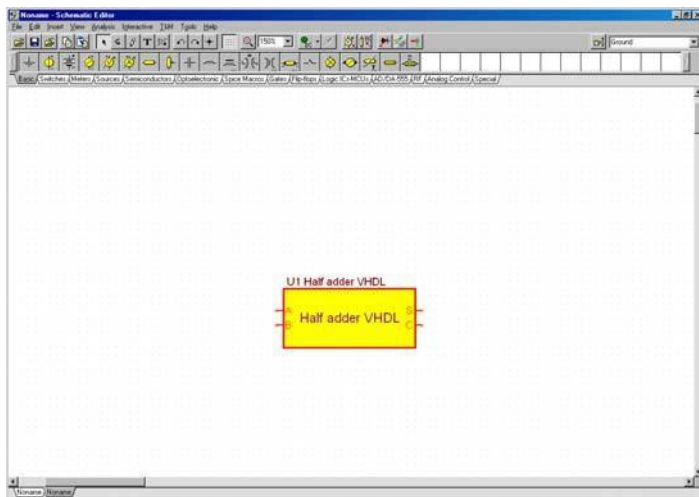 Noname - Schematic Editor
File Edit Insert View Analysis Interactive T&M Tools Help
150% Ground
Basic Switches Meters Sources Semiconductors Optoelectronic Spice Macros Gates Flip-flops Logic ICs-MCUs AD/DA-555 RF Analog Control Special
U1 Half adder VHDL
A S
Half adder VHDL
B C
Noname Noname